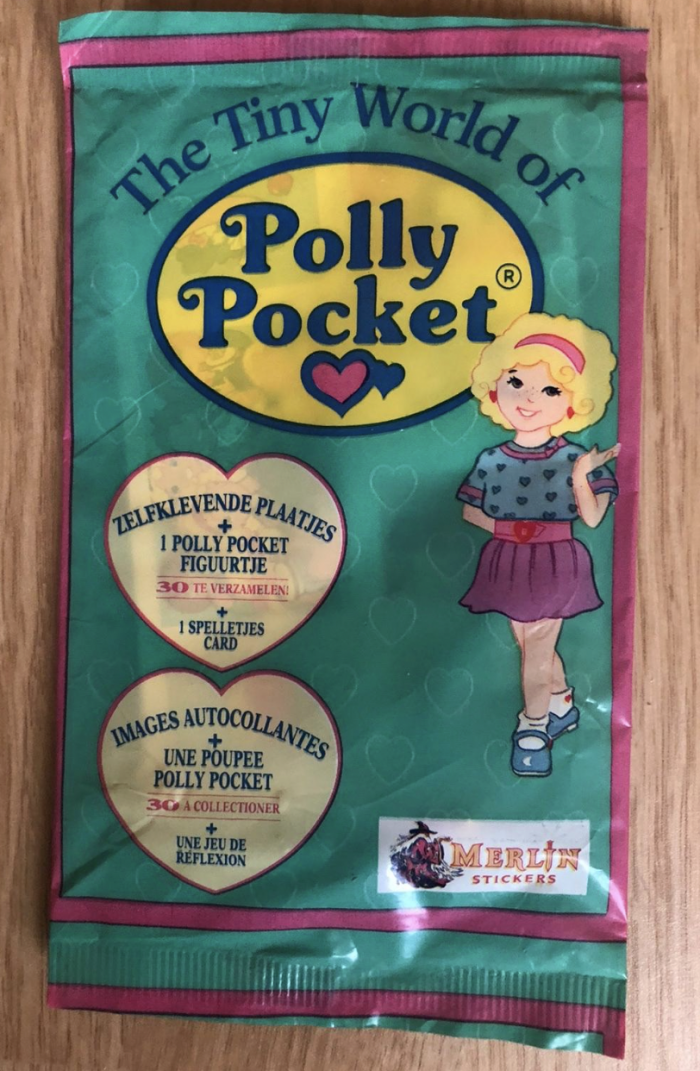 The Tiny World of
Polly
Pocket ®
ZELFKLEVENDE PLAATJES
+
1 POLLY POCKET
FIGUURTJE
30 TE VERZAMELEN!
+
1 SPELLETJES
CARD
IMAGES AUTOCOLLANTES
+
UNE POUPEE
POLLY POCKET
30 A COLLECTIONER
+
UNE JEU DE
RÉFLEXION
MERLIN
STICKERS